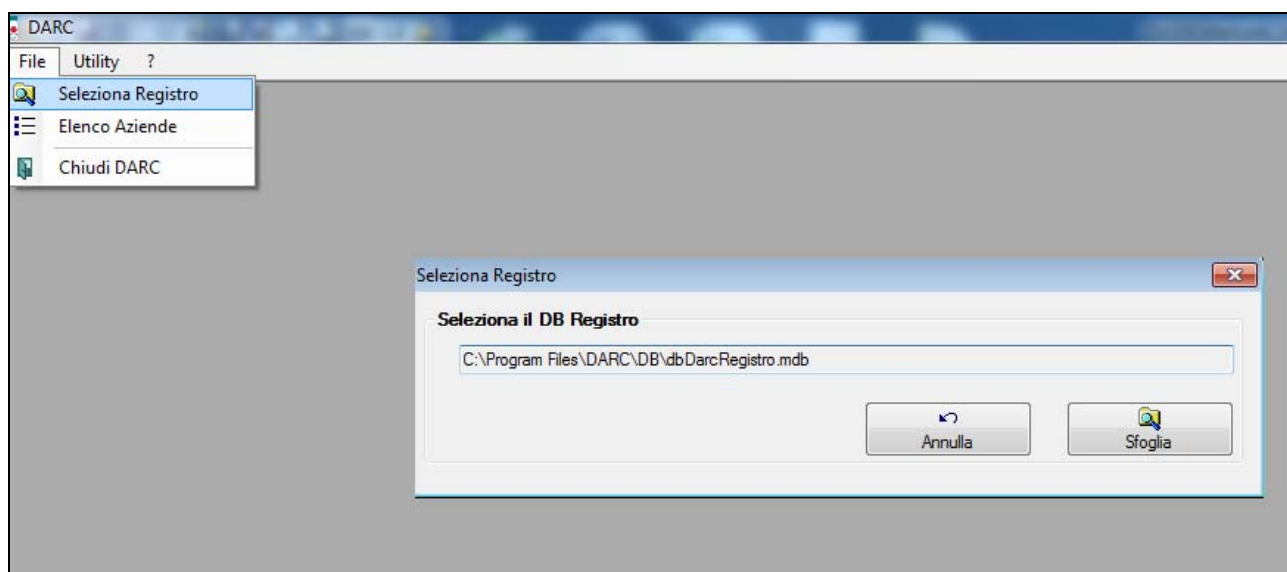 DARC
File Utility ?
Seleziona Registro
Elenco Aziende
Chiudi DARC
Seleziona Registro
Seleziona il DB Registro
C:\Program Files\DARC\DB\dbDarcRegistro.mdb
Annulla Sfoglia